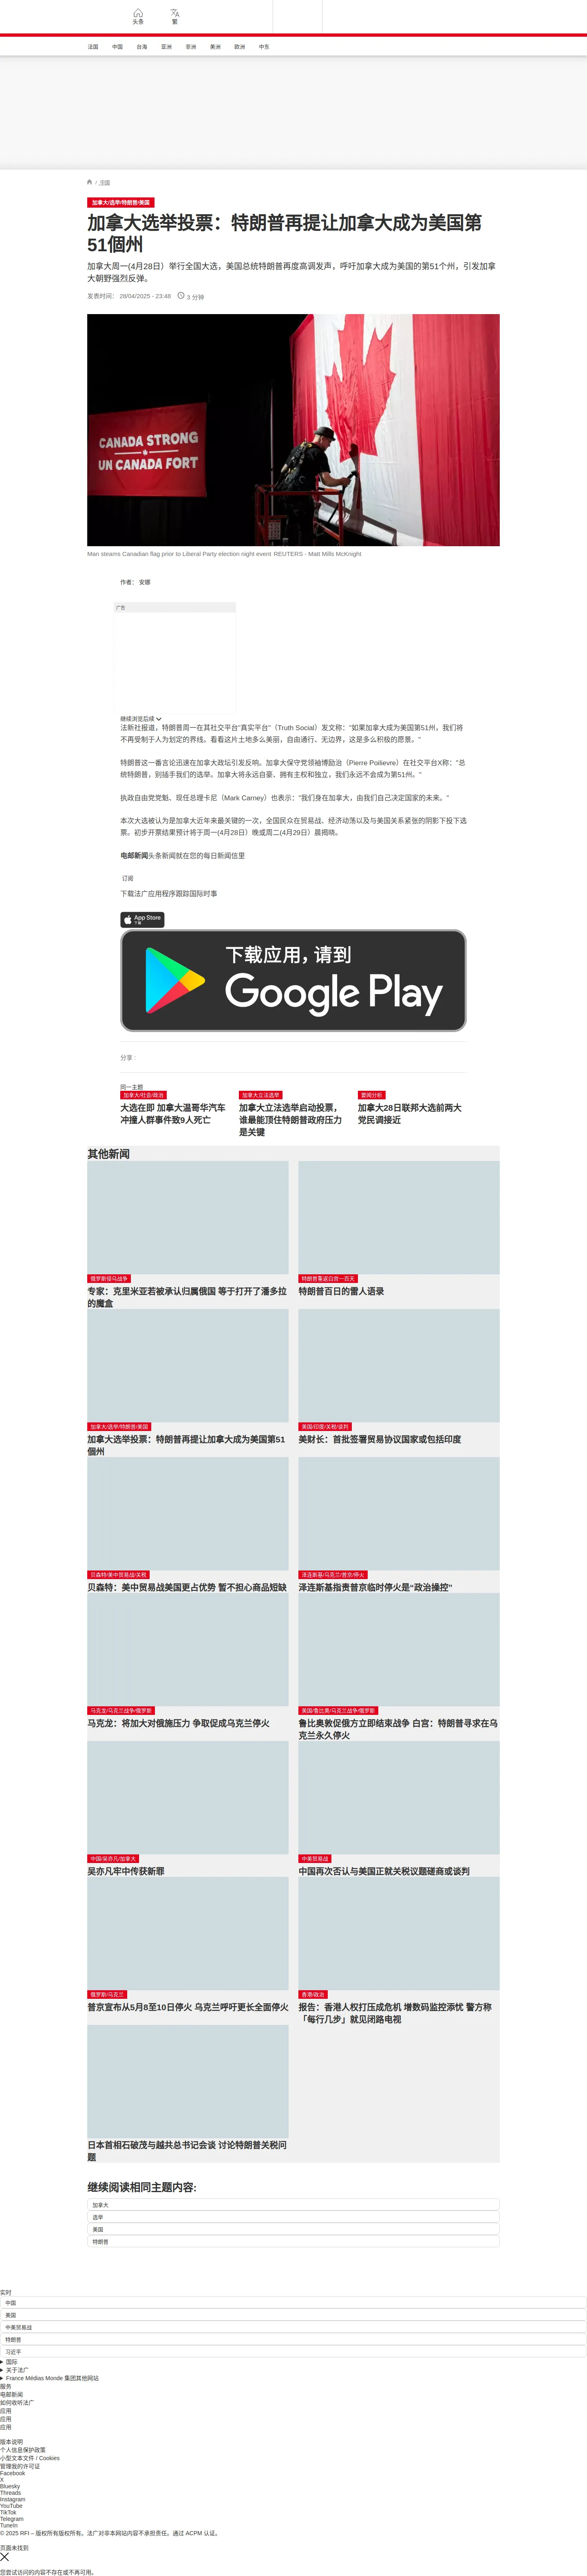 头条
繁
法国 中国 台海 亚洲 非洲 美洲 欧洲 中东
/ 中国
加拿大/选举/特朗普/美国
加拿大选举投票：特朗普再提让加拿大成为美国第
51個州
加拿大周一(4月28日）举行全国大选，美国总统特朗普再度高调发声，呼吁加拿大成为美国的第51个州，引发加拿
大朝野强烈反弹。
发表时间： 28/04/2025 - 23:48 3 分钟
CANADA STRONG
UN CANADA FORT
Man steams Canadian flag prior to Liberal Party election night event REUTERS - Matt Mills McKnight
作者： 安娜
广告
继续浏览后续
法新社报道，特朗普周一在其社交平台"真实平台"（Truth Social）发文称："如果加拿大成为美国第51州，我们将
不再受制于人为划定的界线。看看这片土地多么美丽，自由通行、无边界，这是多么积极的愿景。"
特朗普这一番言论迅速在加拿大政坛引发反响。加拿大保守党领袖博励治（Pierre Poilievre）在社交平台X称："总
统特朗普，别插手我们的选举。加拿大将永远自豪、拥有主权和独立，我们永远不会成为第51州。"
执政自由党党魁、现任总理卡尼（Mark Carney）也表示："我们身在加拿大，由我们自己决定国家的未来。"
本次大选被认为是加拿大近年来最关键的一次，全国民众在贸易战、经济动荡以及与美国关系紧张的阴影下投下选
票。初步开票结果预计将于周一(4月28日）晚或周二(4月29日）晨揭晓。
电邮新闻头条新闻就在您的每日新闻信里
订阅
下载法广应用程序跟踪国际时事
App Store
下载
下载应用，请到
Google Play
分享 :
同一主题
加拿大/社会/政治
大选在即 加拿大温哥华汽车
冲撞人群事件致9人死亡
加拿大立法选举
加拿大立法选举启动投票，
谁最能顶住特朗普政府压力
是关键
要闻分析
加拿大28日联邦大选前两大
党民调接近
其他新闻
俄罗斯侵乌战争
专家：克里米亚若被承认归属俄国 等于打开了潘多拉
的魔盒
特朗普重返白宫一百天
特朗普百日的雷人语录
加拿大/选举/特朗普/美国
加拿大选举投票：特朗普再提让加拿大成为美国第51
個州
美国/印度/关税/谈判
美财长：首批签署贸易协议国家或包括印度
贝森特/美中贸易战/关税
贝森特：美中贸易战美国更占优势 暂不担心商品短缺
泽连斯基/乌克兰/普京/停火
泽连斯基指责普京临时停火是"政治操控"
马克龙/乌克兰战争/俄罗斯
马克龙：将加大对俄施压力 争取促成乌克兰停火
美国/鲁比奥/乌克兰战争/俄罗斯
鲁比奥敦促俄方立即结束战争 白宫：特朗普寻求在乌
克兰永久停火
中国/吴亦凡/加拿大
吴亦凡牢中传获新罪
中美贸易战
中国再次否认与美国正就关税议题磋商或谈判
俄罗斯/乌克兰
普京宣布从5月8至10日停火 乌克兰呼吁更长全面停火
香港/政治
报告：香港人权打压成危机 增数码监控添忧 警方称
「每行几步」就见闭路电视
日本首相石破茂与越共总书记会谈 讨论特朗普关税问
题
继续阅读相同主题内容:
加拿大
选举
美国
特朗普
实时
中国
美国
中美贸易战
特朗普
习近平
国际
关于法广
France Médias Monde 集团其他网站
服务
电邮新闻
如何收听法广
应用
应用
应用
版本说明
个人信息保护政策
小型文本文件 / Cookies
管理我的许可证
Facebook
X
Bluesky
Threads
Instagram
YouTube
TikTok
Telegram
TuneIn
© 2025 RFI – 版权所有版权所有。法广对非本网站内容不承担责任。通过 ACPM 认证。
页面未找到
您尝试访问的内容不存在或不再可用。